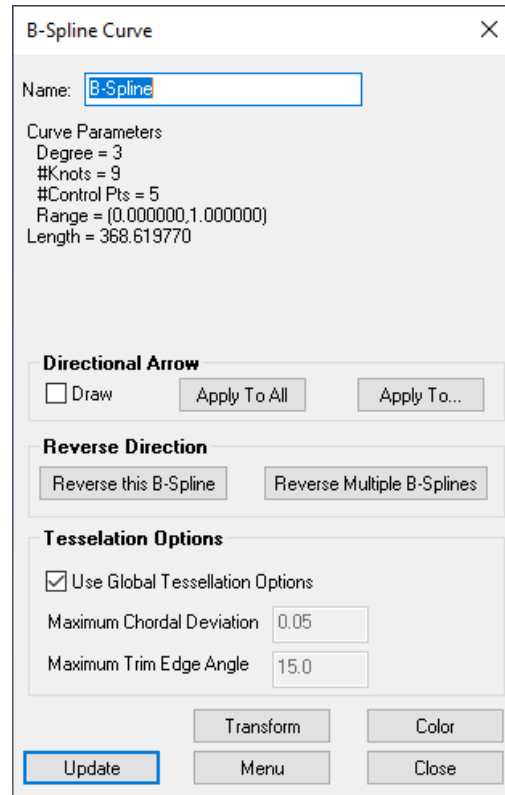 B-Spline Curve
Name: B-Spline
Curve Parameters
Degree = 3
#Knots = 9
#Control Pts = 5
Range = (0.000000,1.000000)
Length = 368.619770
Directional Arrow
Draw Apply To All Apply To...
Reverse Direction
Reverse this B-Spline Reverse Multiple B-Splines
Tesselation Options
Use Global Tessellation Options
Maximum Chordal Deviation 0.05
Maximum Trim Edge Angle 15.0
Transform Color
Update Menu Close